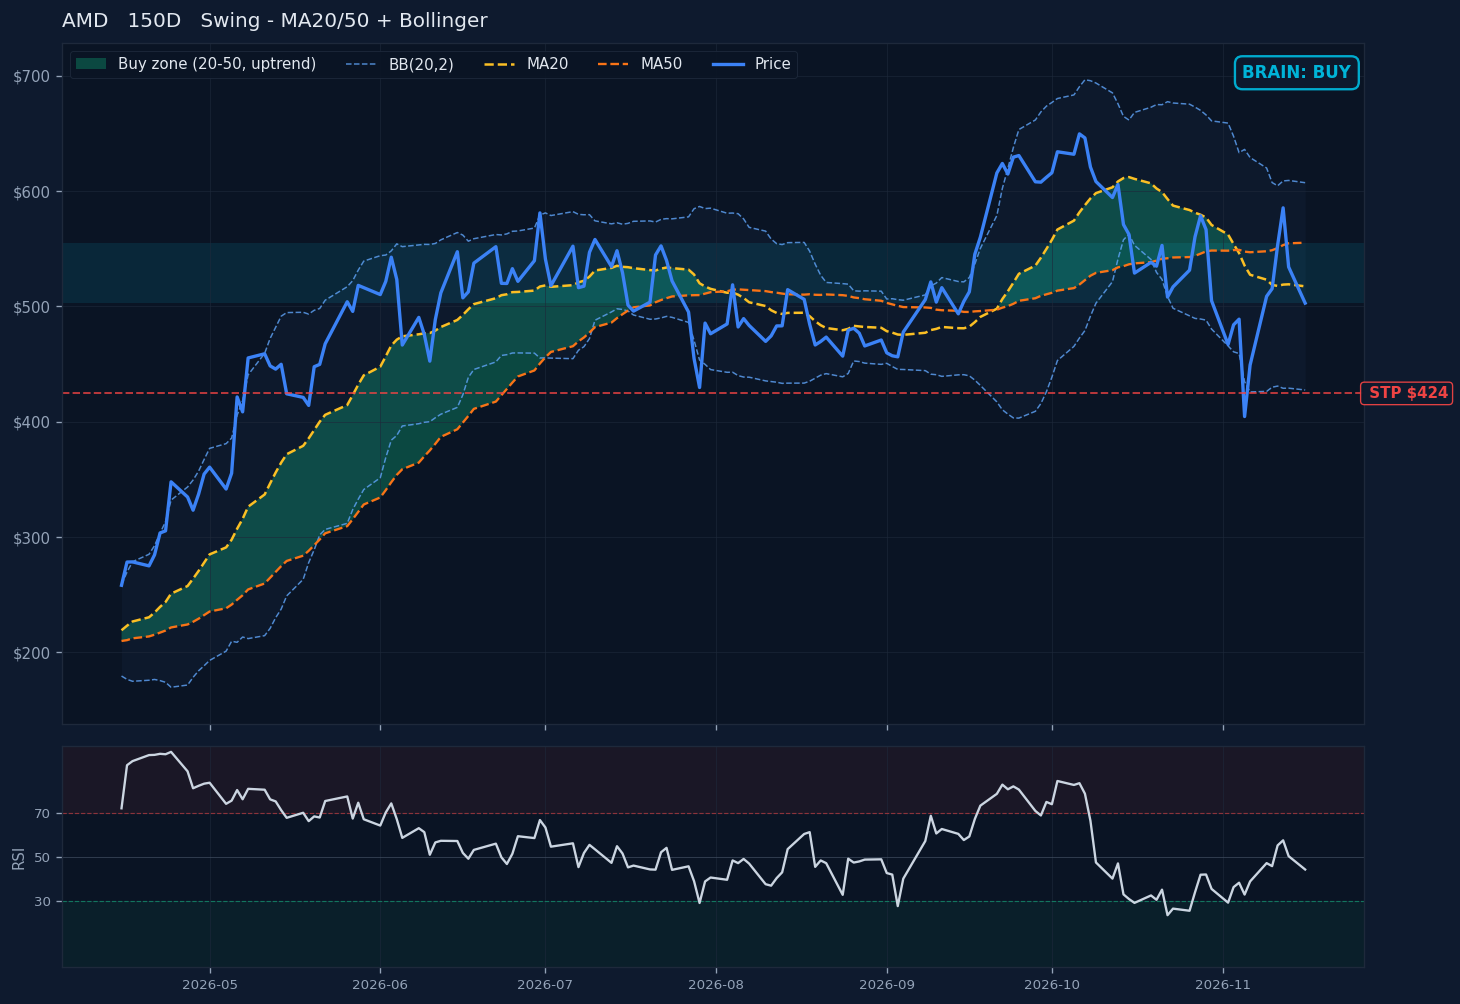 AMD   150D   Swing - MA20/50 + Bollinger
Buy zone (20-50, uptrend)   BB(20,2)   MA20   MA50   Price
BRAIN: BUY
$700
$600
$500
$400
$300
$200
STP $424
RSI
70
50
30
2026-05   2026-06   2026-07   2026-08   2026-09   2026-10   2026-11